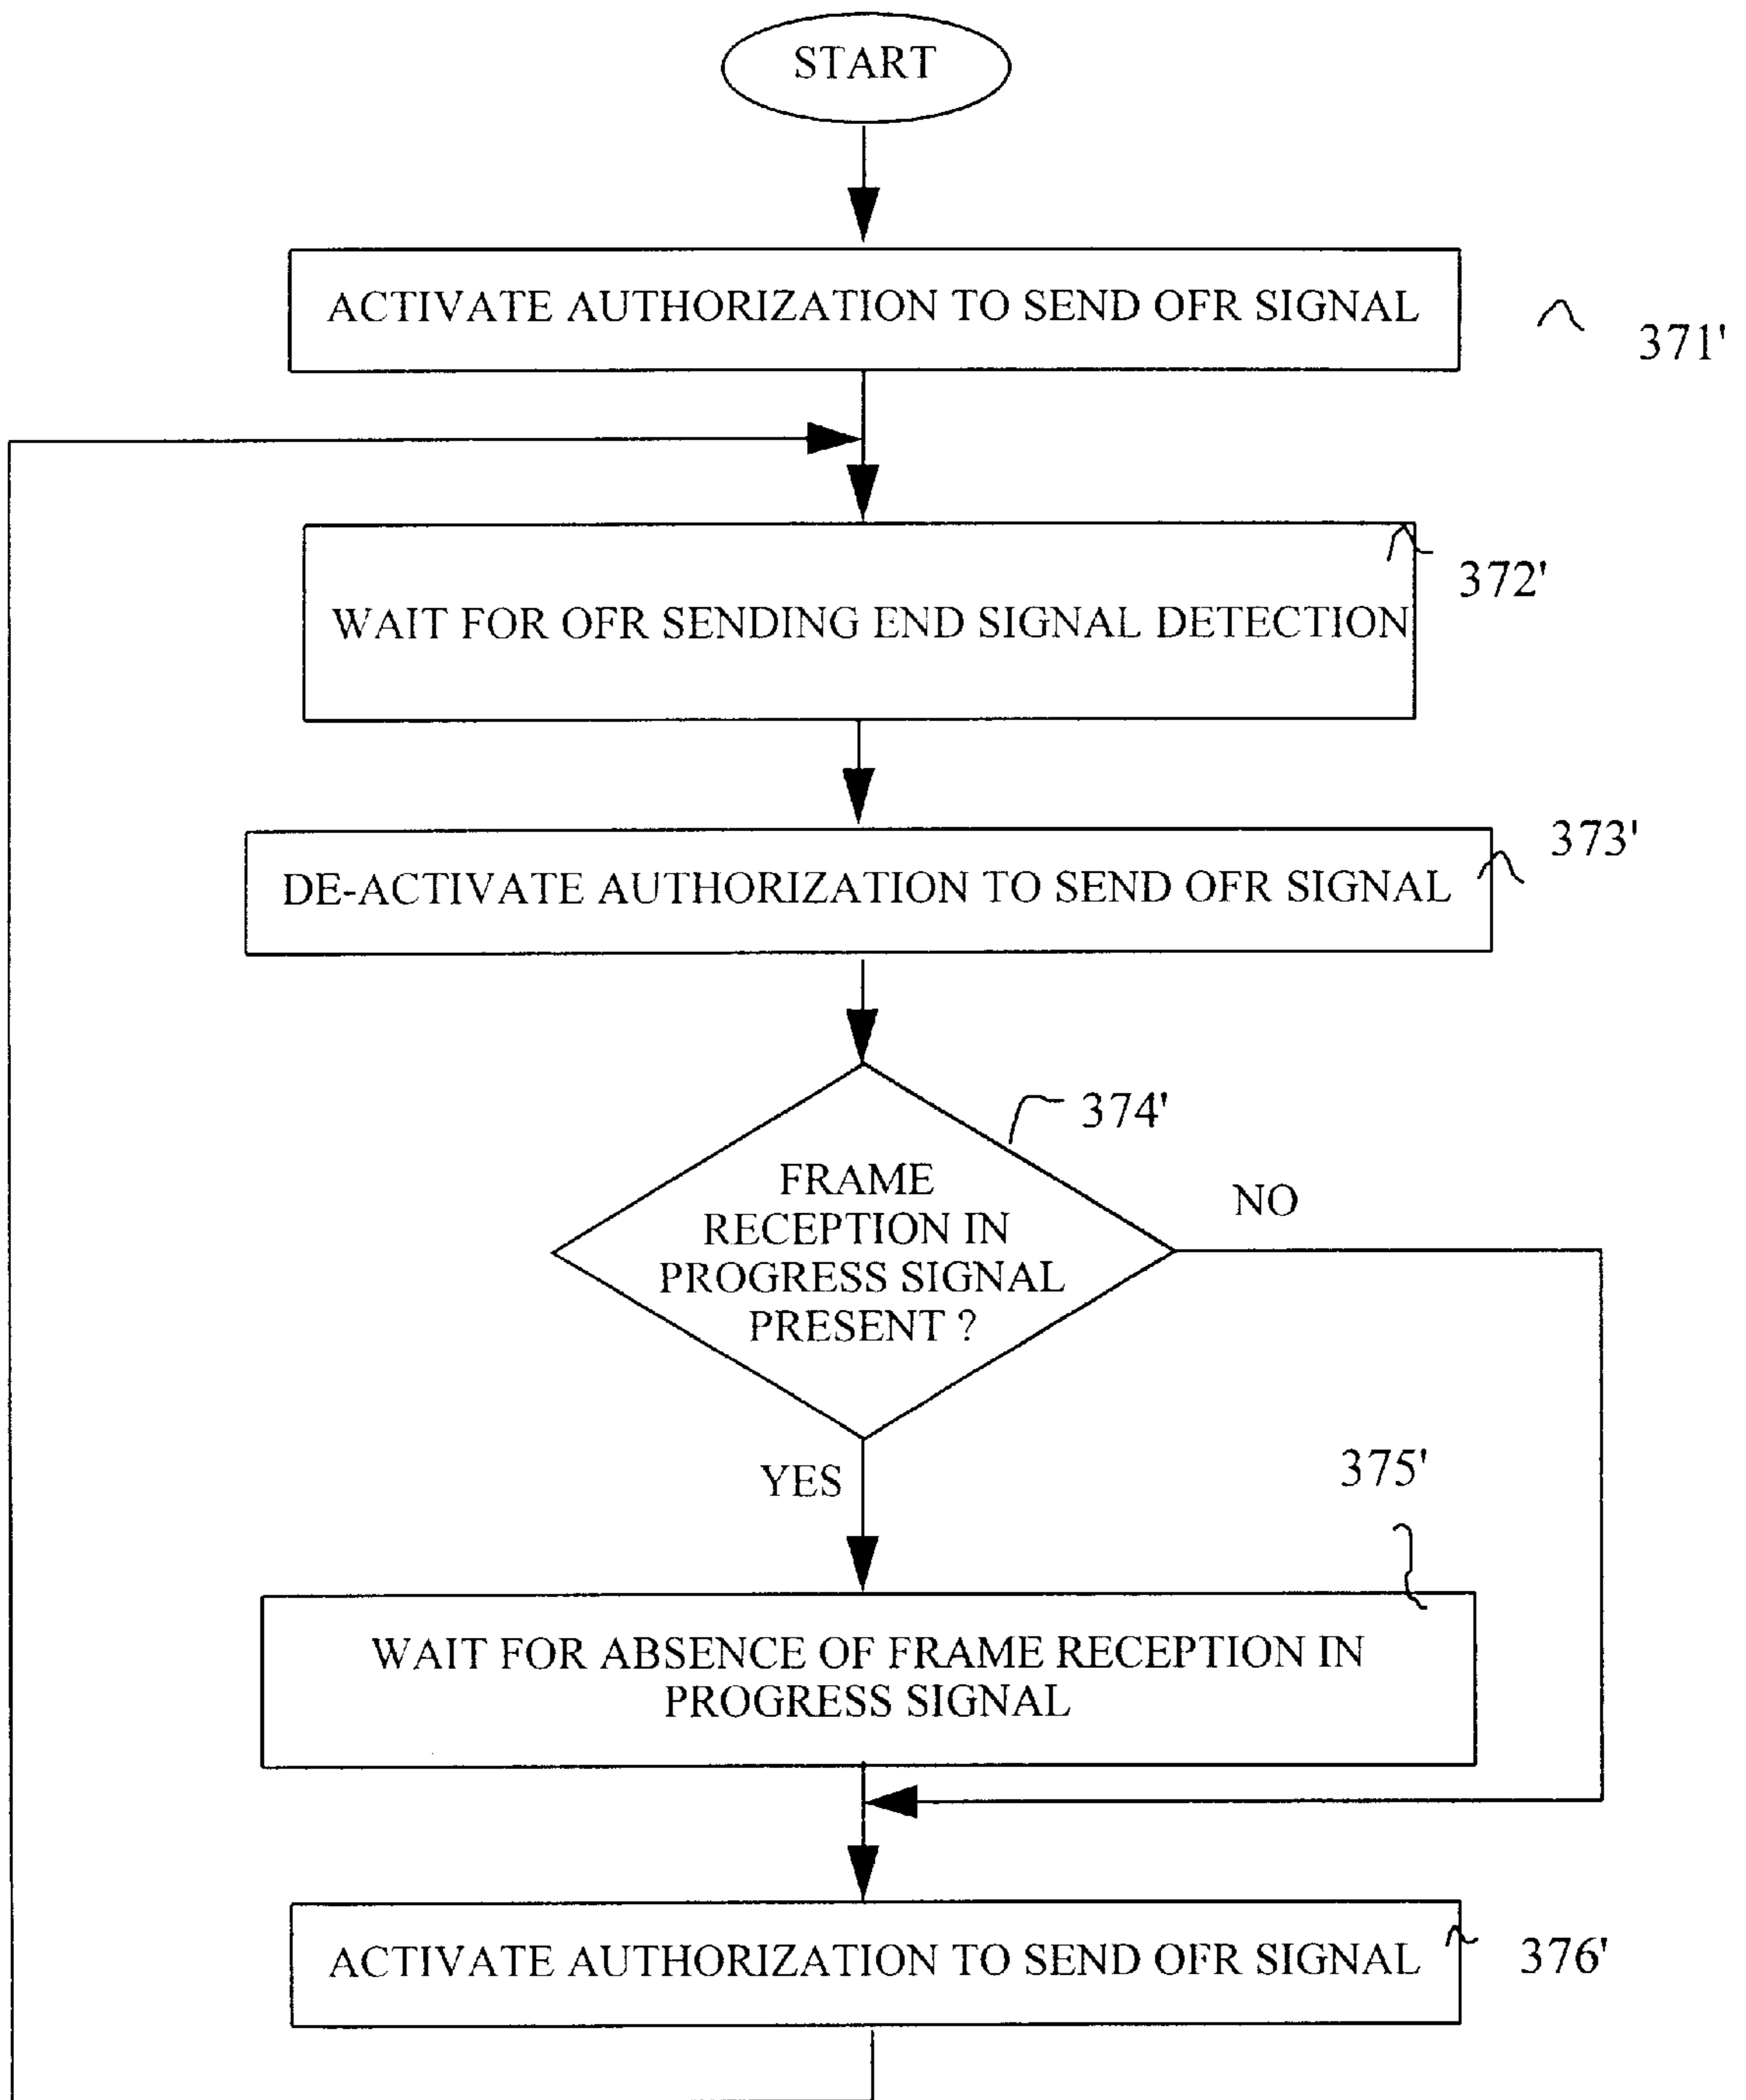 START
ACTIVATE AUTHORIZATION TO SEND OFR SIGNAL
371'
372'
WAIT FOR OFR SENDING END SIGNAL DETECTION
373'
DE-ACTIVATE AUTHORIZATION TO SEND OFR SIGNAL
374'
FRAME
RECEPTION IN
PROGRESS SIGNAL
PRESENT ?
NO
YES
375'
WAIT FOR ABSENCE OF FRAME RECEPTION IN
PROGRESS SIGNAL
ACTIVATE AUTHORIZATION TO SEND OFR SIGNAL
376'